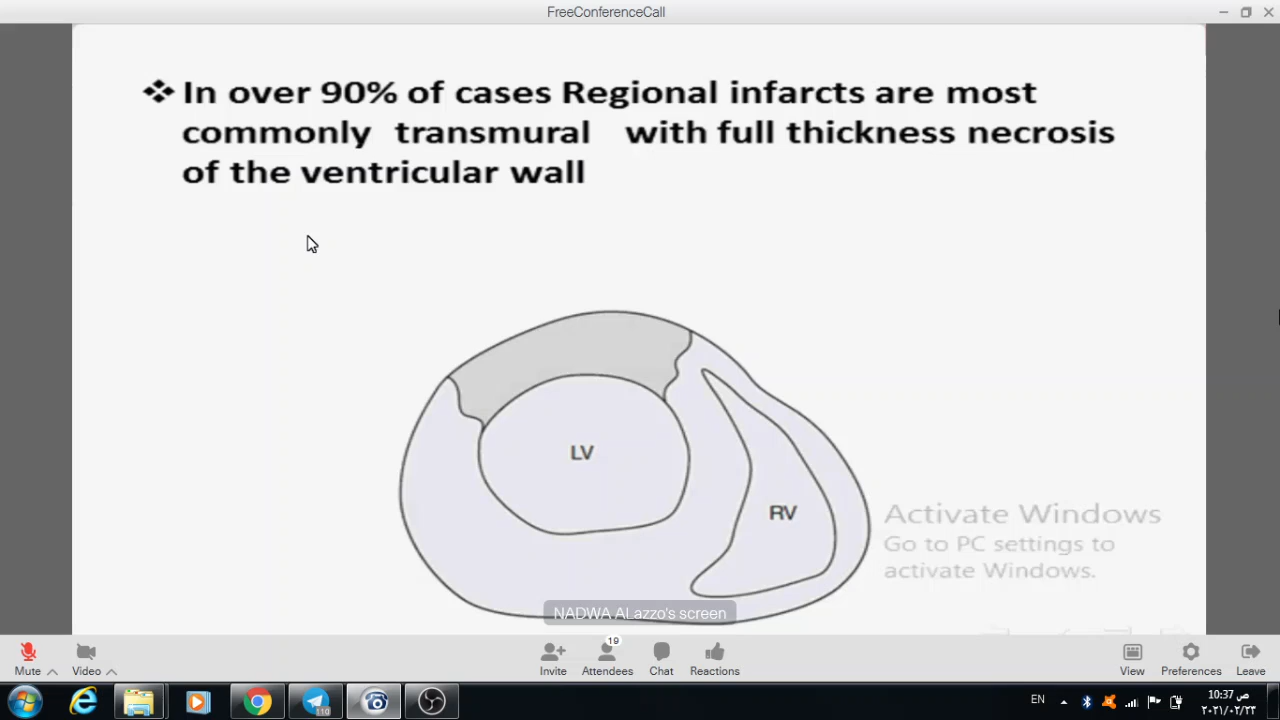 FreeConferenceCall
❖ In over 90% of cases Regional infarcts are most
commonly transmural with full thickness necrosis
of the ventricular wall
LV
RV
Activate Windows
Go to PC settings to
activate Windows.
NADWA ALazzo's screen
19
Mute
Video
Invite
Attendees
Chat
Reactions
View
Preferences
Leave
110
EN
10:37 ص
٢٠٢١/٠٢/٢٣